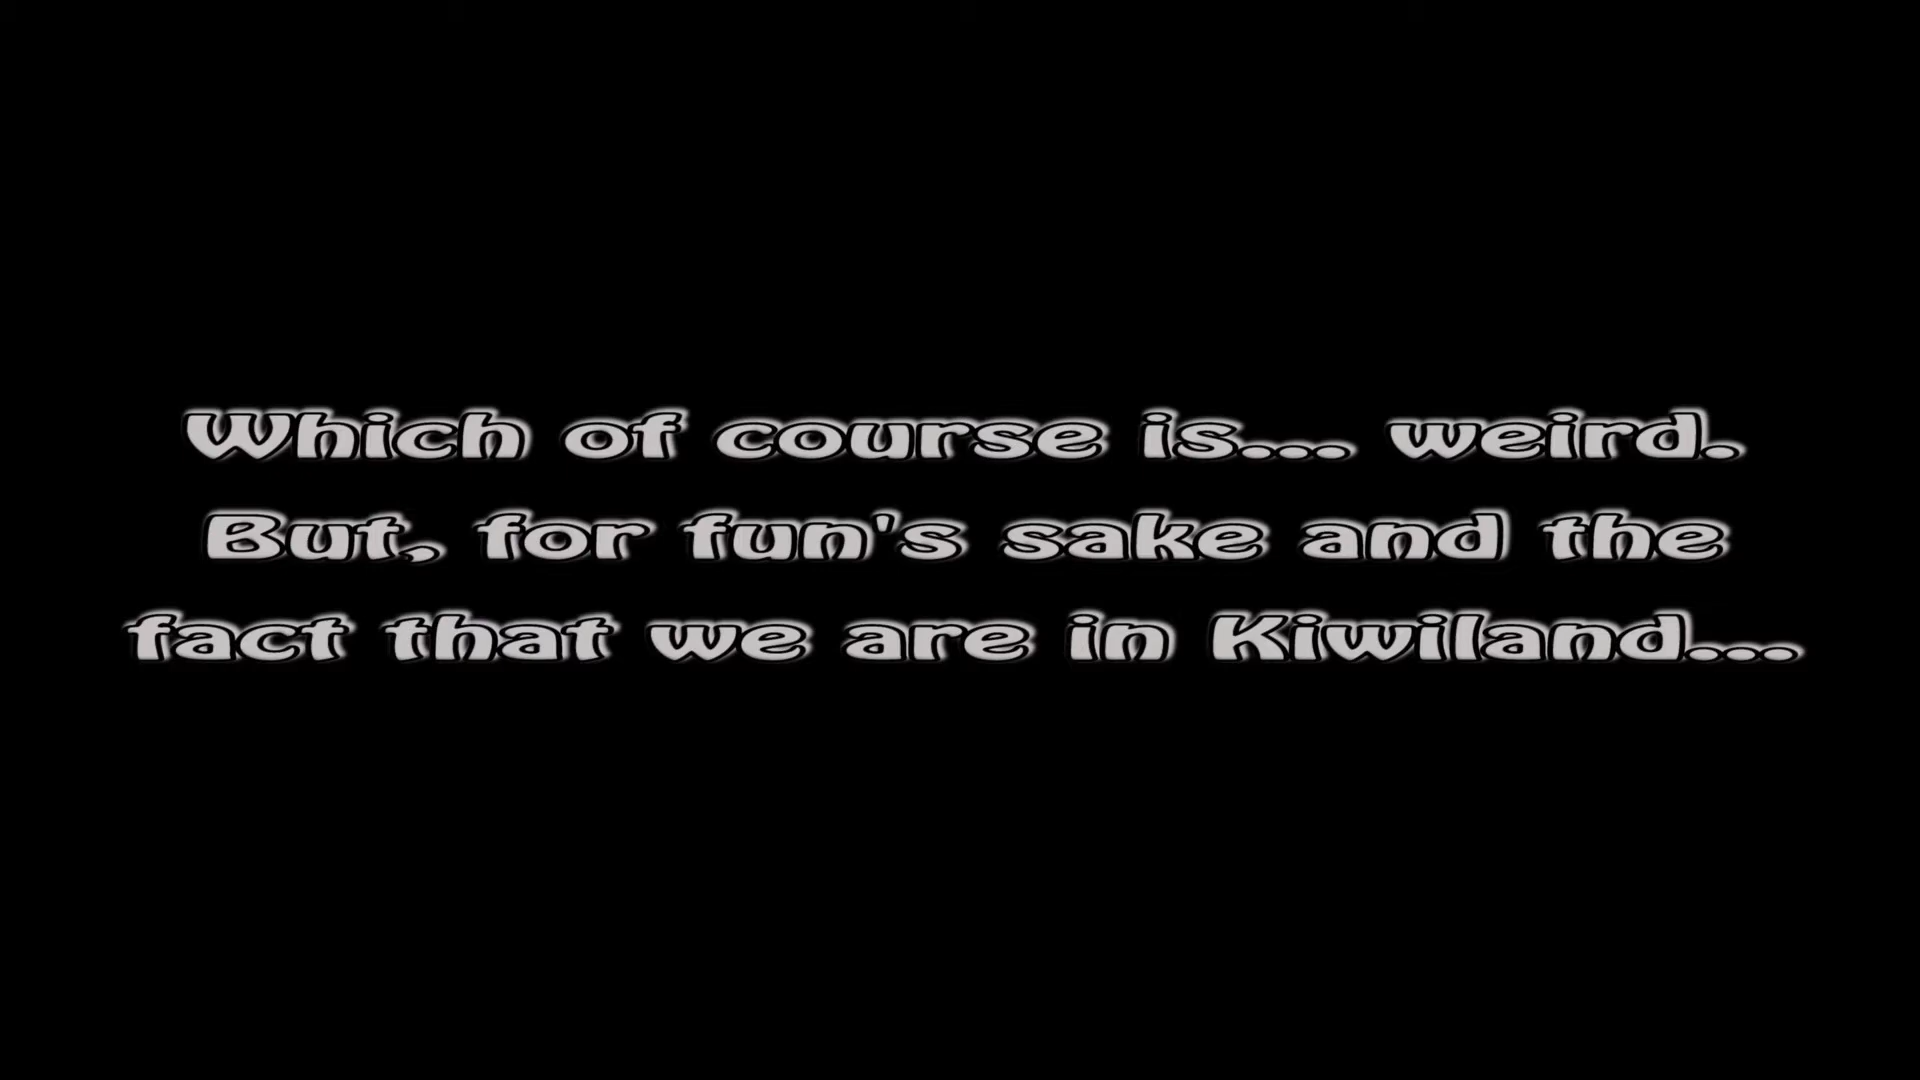 Which of course is... weird.
But, for fun's sake and the
fact that we are in Kiwiland...